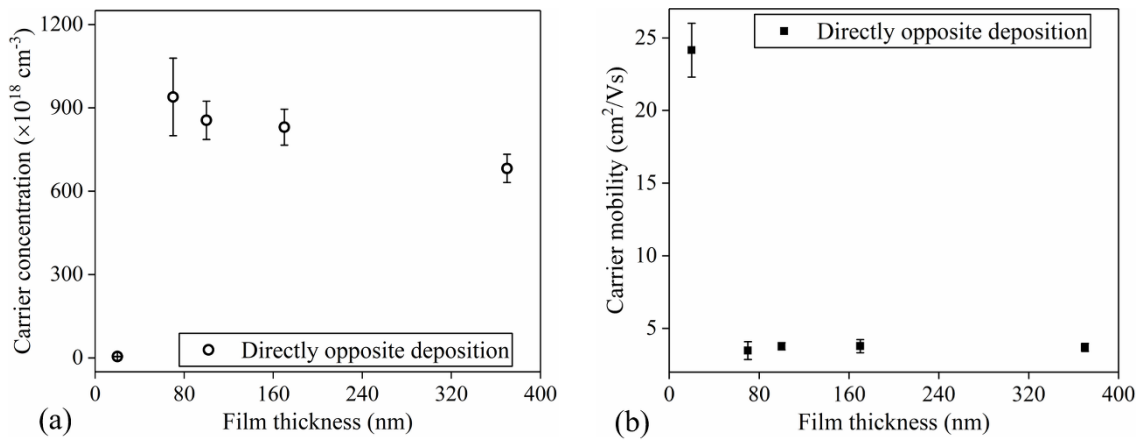 1200
900
600
300
0
0
80
160
240
320
400
Carrier concentration (×10¹⁸ cm⁻³)
Directly opposite deposition
Film thickness (nm)
(a)
25
20
15
10
5
0
80
160
240
320
400
Carrier mobility (cm²/Vs)
Directly opposite deposition
Film thickness (nm)
(b)